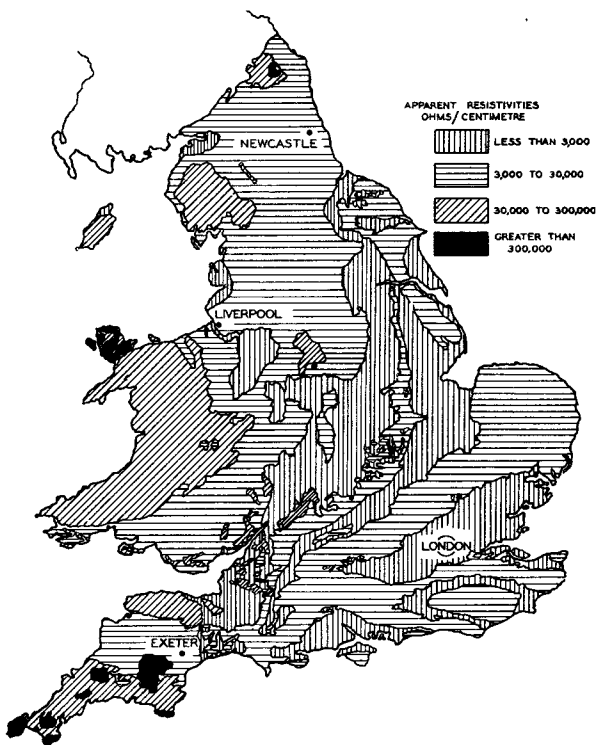 APPARENT RESISTIVITIES
OHMS/CENTIMETRE
LESS THAN 3,000
3,000 TO 30,000
30,000 TO 300,000
GREATER THAN
300,000
NEWCASTLE
LIVERPOOL
LONDON
EXETER